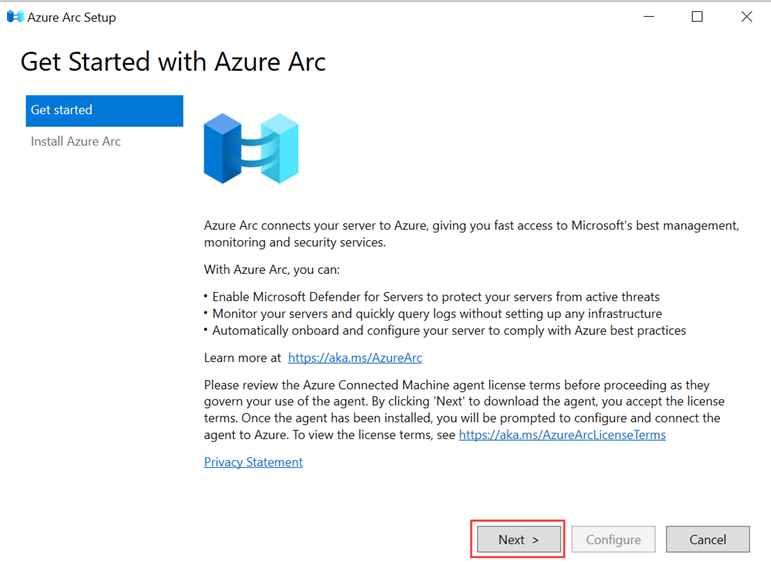 Azure Arc Setup
Get Started with Azure Arc
Get started
Install Azure Arc
Azure Arc connects your server to Azure, giving you fast access to Microsoft's best management,
monitoring and security services.
With Azure Arc, you can:
• Enable Microsoft Defender for Servers to protect your servers from active threats
• Monitor your servers and quickly query logs without setting up any infrastructure
• Automatically onboard and configure your server to comply with Azure best practices
Learn more at https://aka.ms/AzureArc
Please review the Azure Connected Machine agent license terms before proceeding as they
govern your use of the agent. By clicking 'Next' to download the agent, you accept the license
terms. Once the agent has been installed, you will be prompted to configure and connect the
agent to Azure. To view the license terms, see https://aka.ms/AzureArcLicenseTerms
Privacy Statement
Next >
Configure
Cancel